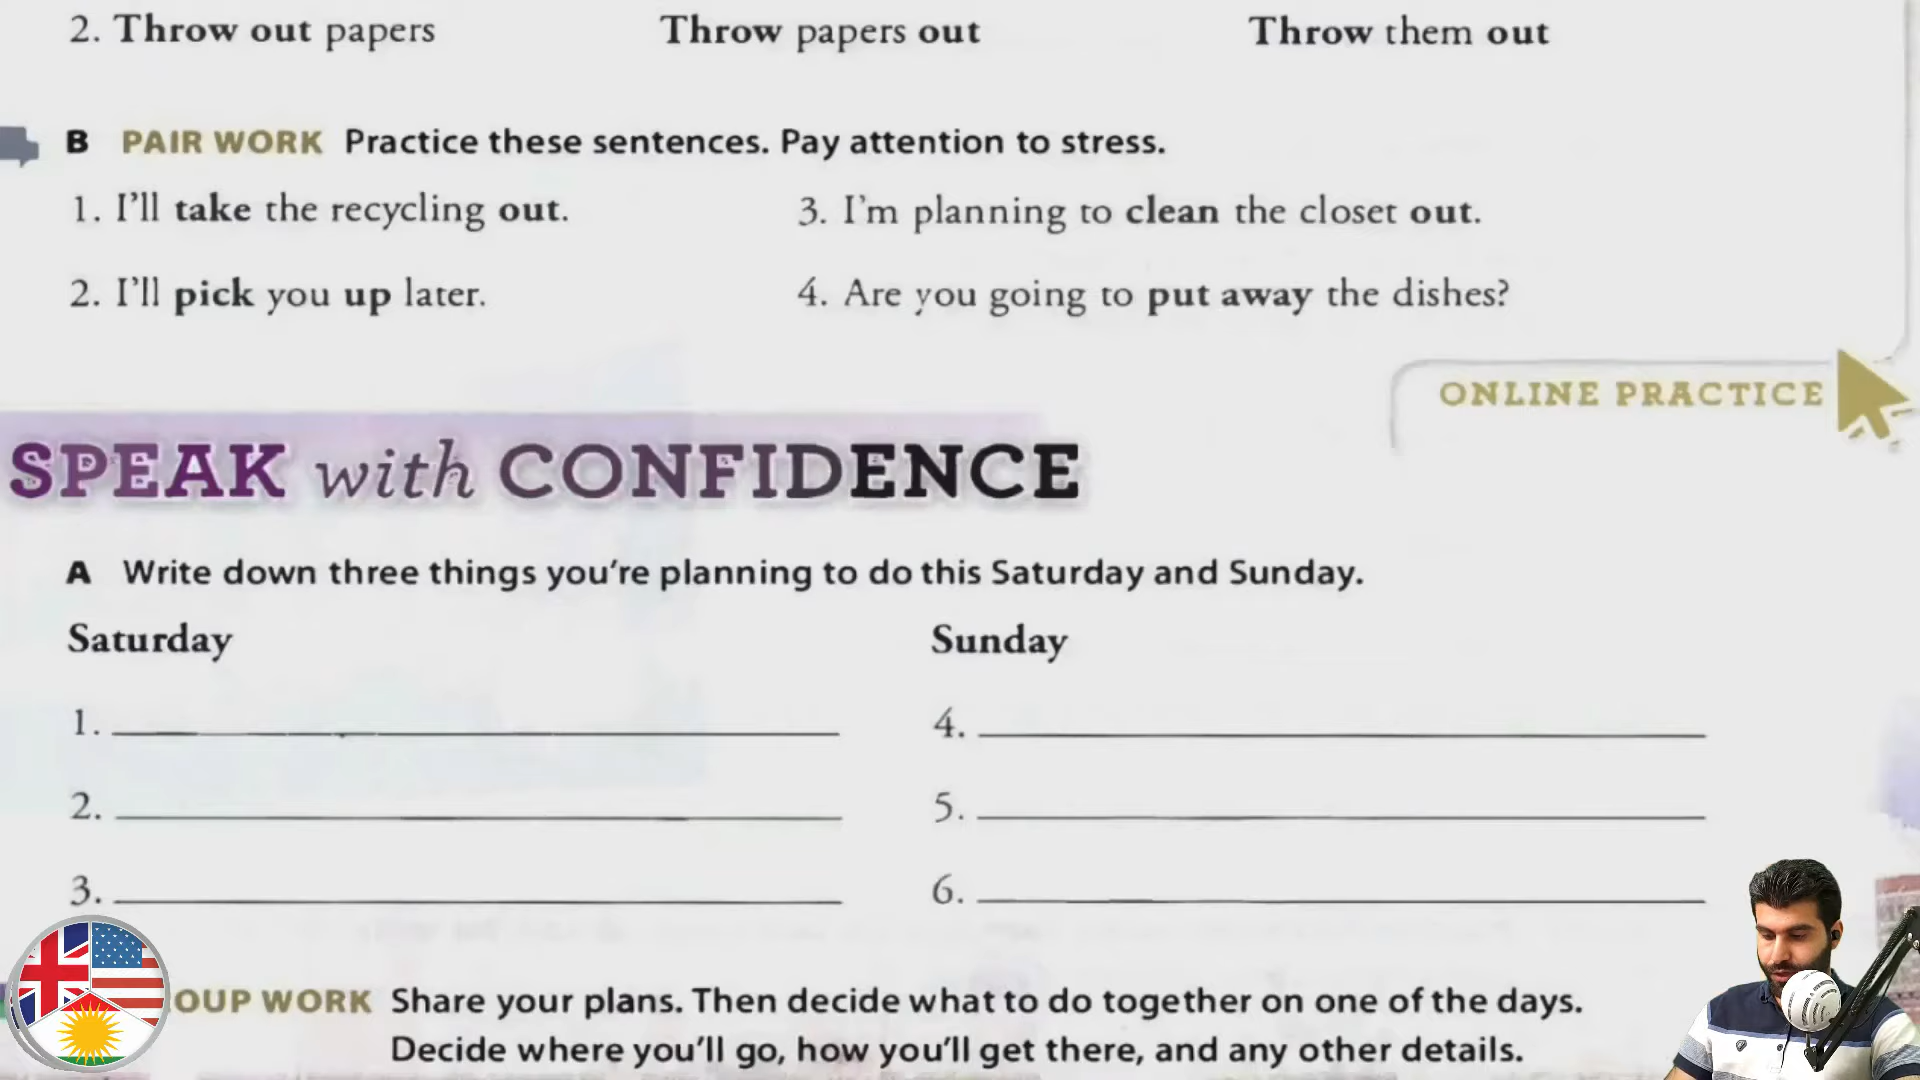 2. Throw out papers Throw papers out Throw them out
B PAIR WORK Practice these sentences. Pay attention to stress.
1. I'll take the recycling out. 3. I'm planning to clean the closet out.
2. I'll pick you up later. 4. Are you going to put away the dishes?
ONLINE PRACTICE
SPEAK with CONFIDENCE
A Write down three things you're planning to do this Saturday and Sunday.
Saturday Sunday
1. 4.
2. 5.
3. 6.
OUP WORK Share your plans. Then decide what to do together on one of the days.
Decide where you'll go, how you'll get there, and any other details.